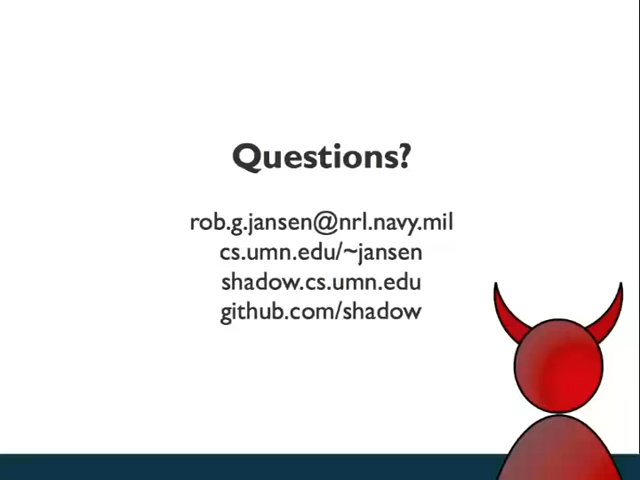 Questions?
rob.g.jansen@nrl.navy.mil
cs.umn.edu/~jansen
shadow.cs.umn.edu
github.com/shadow